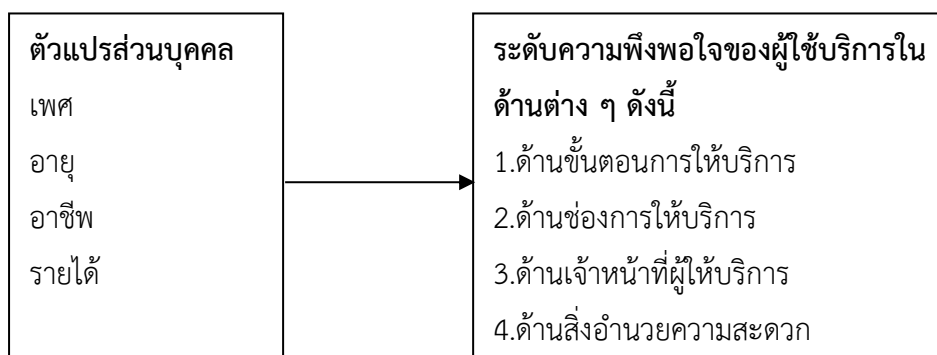 ตัวแปรส่วนบุคคล
เพศ
อายุ
อาชีพ
รายได้
ระดับความพึงพอใจของผู้ใช้บริการใน
ด้านต่าง ๆ ดังนี้
1.ด้านขั้นตอนการให้บริการ
2.ด้านช่องการให้บริการ
3.ด้านเจ้าหน้าที่ผู้ให้บริการ
4.ด้านสิ่งอำนวยความสะดวก